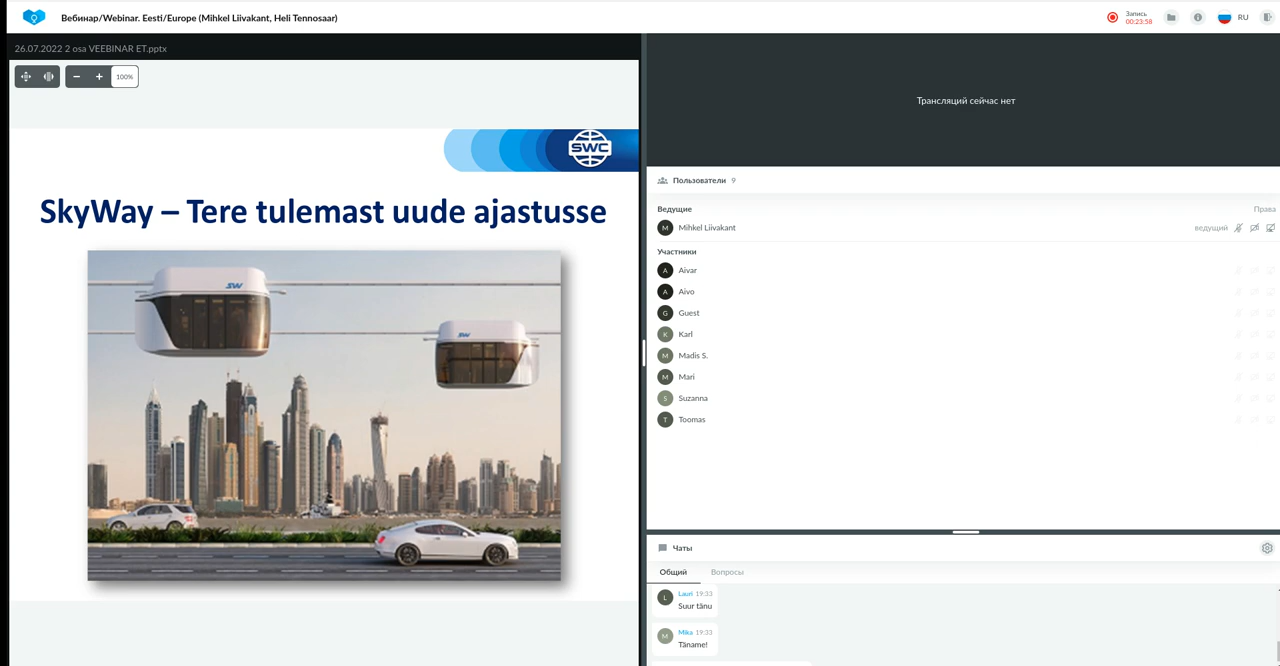 Вебинар/Webinar. Eesti/Europe (Mihkel Liivakant, Heli Tennosaar)
Запись
00:23:58
RU
26.07.2022 2 osa VEEBINAR ET.pptx
100%
SWC
SkyWay – Tere tulemast uude ajastusse
SW
SW
Трансляций сейчас нет
Пользователи 9
Ведущие Права
M Mihkel Liivakant ведущий
Участники
A Aivar
A Aivo
G Guest
K Karl
M Madis S.
M Mari
S Suzanna
T Toomas
Чаты
Общий Вопросы
L Lauri 19:33
Suur tänu
M Mika 19:33
Täname!